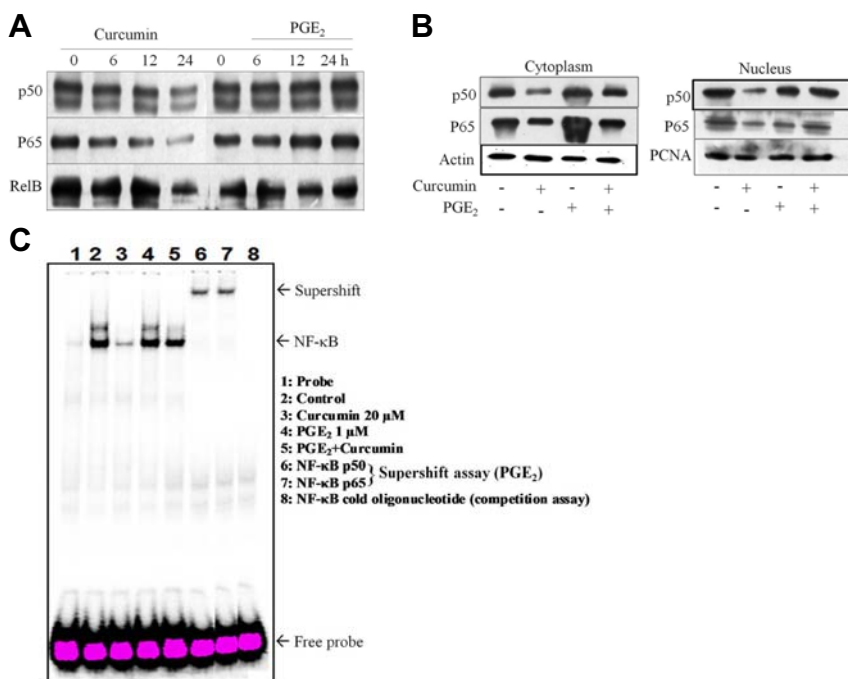 A
Curcumin PGE₂
0 6 12 24 0 6 12 24 h
p50
P65
RelB
B
Cytoplasm
p50
P65
Actin
Curcumin - + - +
PGE₂ - - + +
Nucleus
p50
P65
PCNA
- + - +
- - + +
C
1 2 3 4 5 6 7 8
← Supershift
← NF-κB
1: Probe
2: Control
3: Curcumin 20 µM
4: PGE₂ 1 µM
5: PGE₂+Curcumin
6: NF-κB p50
7: NF-κB p65
} Supershift assay (PGE₂)
8: NF-κB cold oligonucleotide (competition assay)
← Free probe